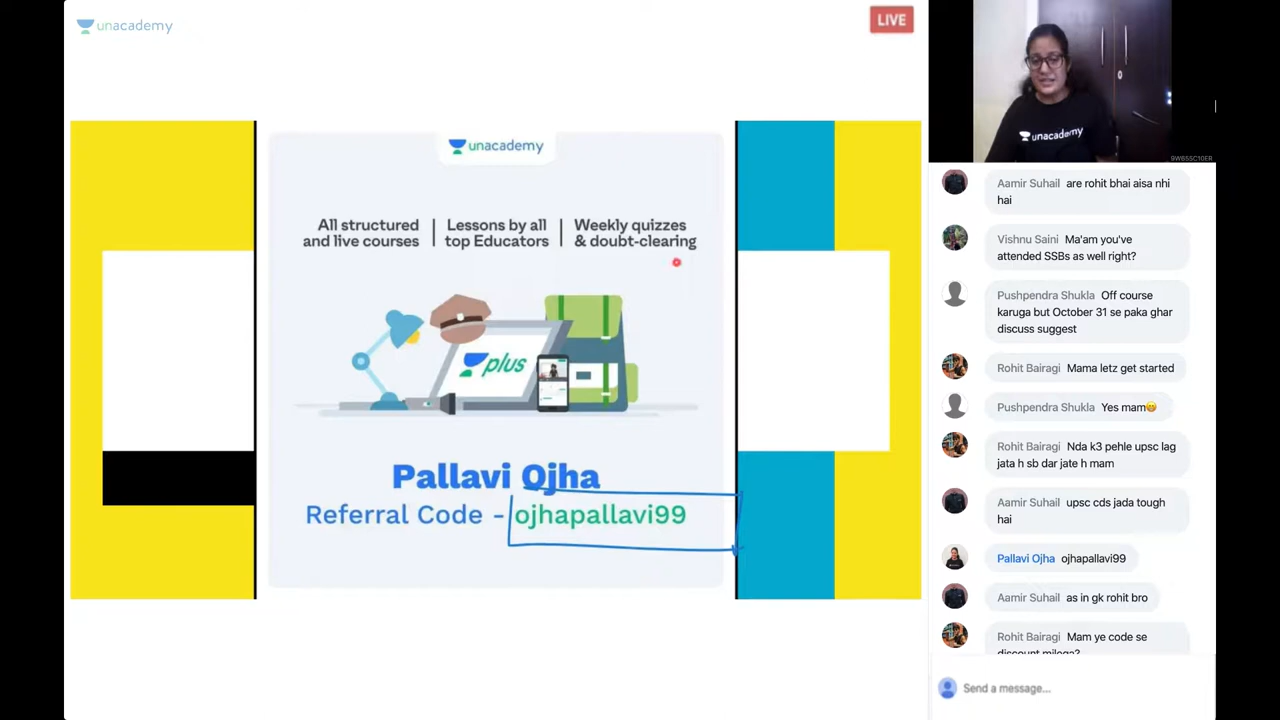 unacademy
LIVE
unacademy
All structured
and live courses
Lessons by all
top Educators
Weekly quizzes
& doubt-clearing
plus
Pallavi Ojha
Referral Code - ojhapallavi99
unacademy
9W8SSC10ER
Aamir Suhail are rohit bhai aisa nhi
hai
Vishnu Saini Ma'am you've
attended SSBs as well right?
Pushpendra Shukla Off course
karuga but October 31 se paka ghar
discuss suggest
Rohit Bairagi Mama letz get started
Pushpendra Shukla Yes mam🤭
Rohit Bairagi Nda k3 pehle upsc lag
jata h sb dar jate h mam
Aamir Suhail upsc cds jada tough
hai
Pallavi Ojha ojhapallavi99
Aamir Suhail as in gk rohit bro
Rohit Bairagi Mam ye code se
discount miloga?
Send a message...